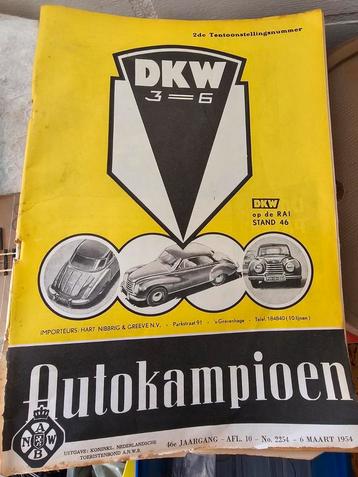 2de Tentoonstellingsnummer
DKW
3=6
DKW
op de RAI
STAND 46
IMPORTEURS: HART NIBBRIG & GREEVE N.V. - Parkstraat 91 - 's-Gravenhage - Telef. 184840 (10 lijnen)
Autokampioen
ANWB
UITGAVE: KONINKL. NEDERLANDSCHE
TOERISTENBOND A.N.W.B.
46e JAARGANG - AFL. 10 - No. 2254 - 6 MAART 1954